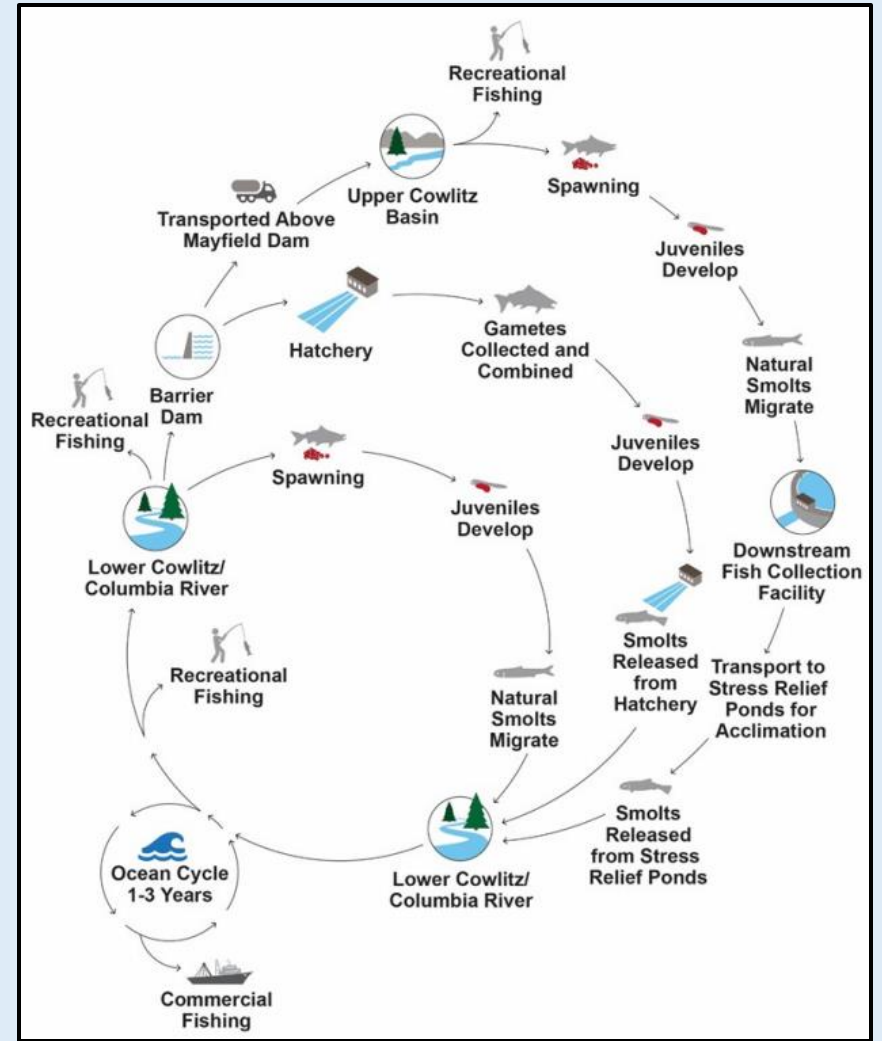 Recreational
Fishing
Upper Cowlitz
Basin
Spawning
Transported Above
Mayfield Dam
Juveniles
Develop
Hatchery
Gametes
Collected and
Combined
Natural
Smolts
Migrate
Barrier
Dam
Recreational
Fishing
Juveniles
Develop
Spawning
Juveniles
Develop
Downstream
Fish Collection
Facility
Lower Cowlitz/
Columbia River
Smolts
Released
from
Hatchery
Transport to
Stress Relief
Ponds for
Acclimation
Recreational
Fishing
Natural
Smolts
Migrate
Smolts
Released
from Stress
Relief Ponds
Lower Cowlitz/
Columbia River
Ocean Cycle
1-3 Years
Commercial
Fishing